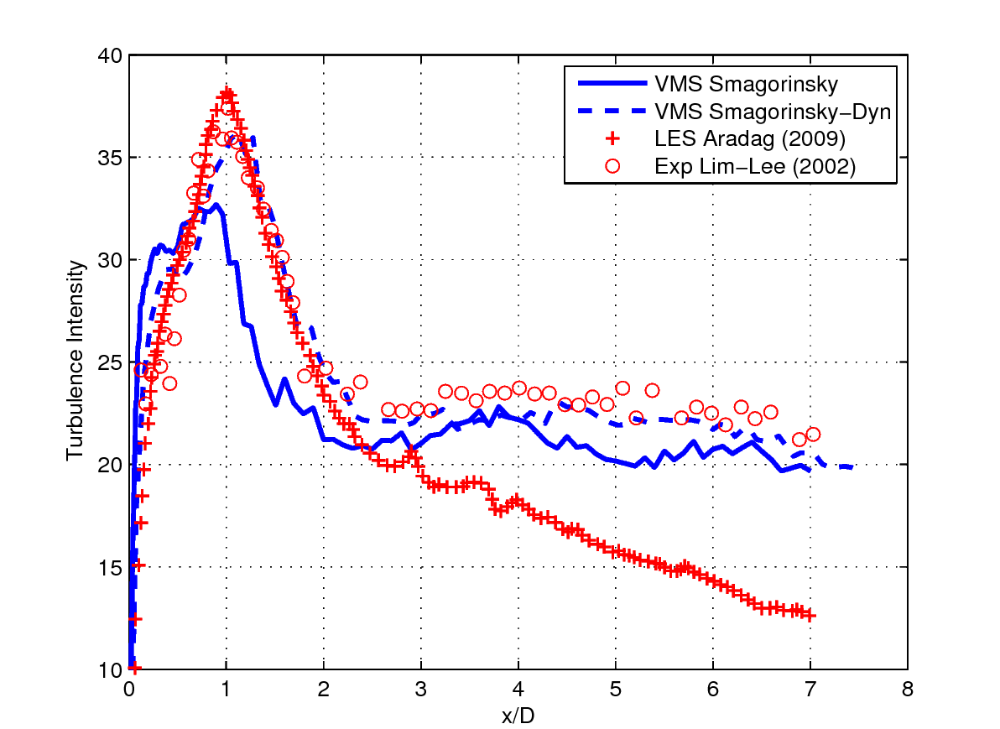 40
35
30
25
20
15
10
Turbulence Intensity
VMS Smagorinsky
VMS Smagorinsky−Dyn
LES Aradag (2009)
Exp Lim−Lee (2002)
0 1 2 3 4 5 6 7 8
x/D